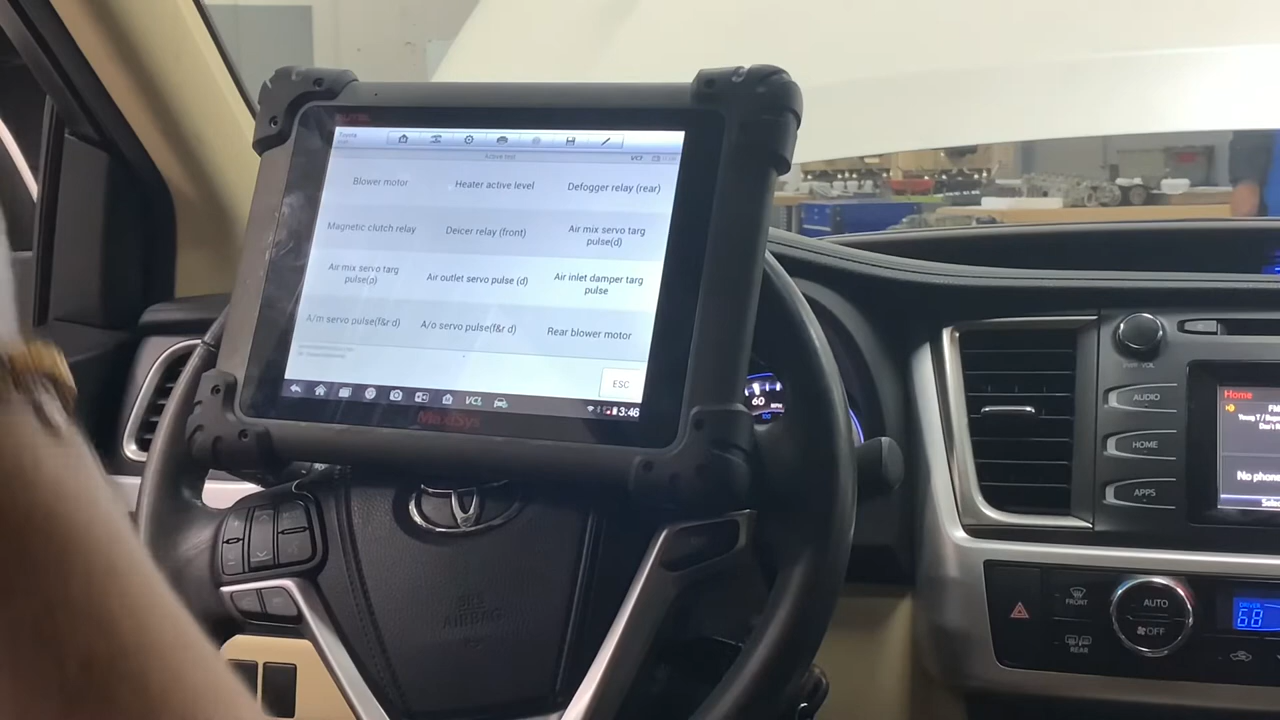 AUTEL
Toyota
Active test
VCI
Blower motor
Heater active level
Defogger relay (rear)
Magnetic clutch relay
Deicer relay (front)
Air mix servo targ
pulse(d)
Air mix servo targ
pulse(p)
Air outlet servo pulse (d)
Air inlet damper targ
pulse
A/m servo pulse(f&r d)
A/o servo pulse(f&r d)
Rear blower motor
ESC
VCI
3:46
MaxiSys
60
MPH
SRS
AIRBAG
VOL
AUDIO
HOME
APPS
Home
No phone
FRONT
REAR
AUTO
OFF
DRIVER
68